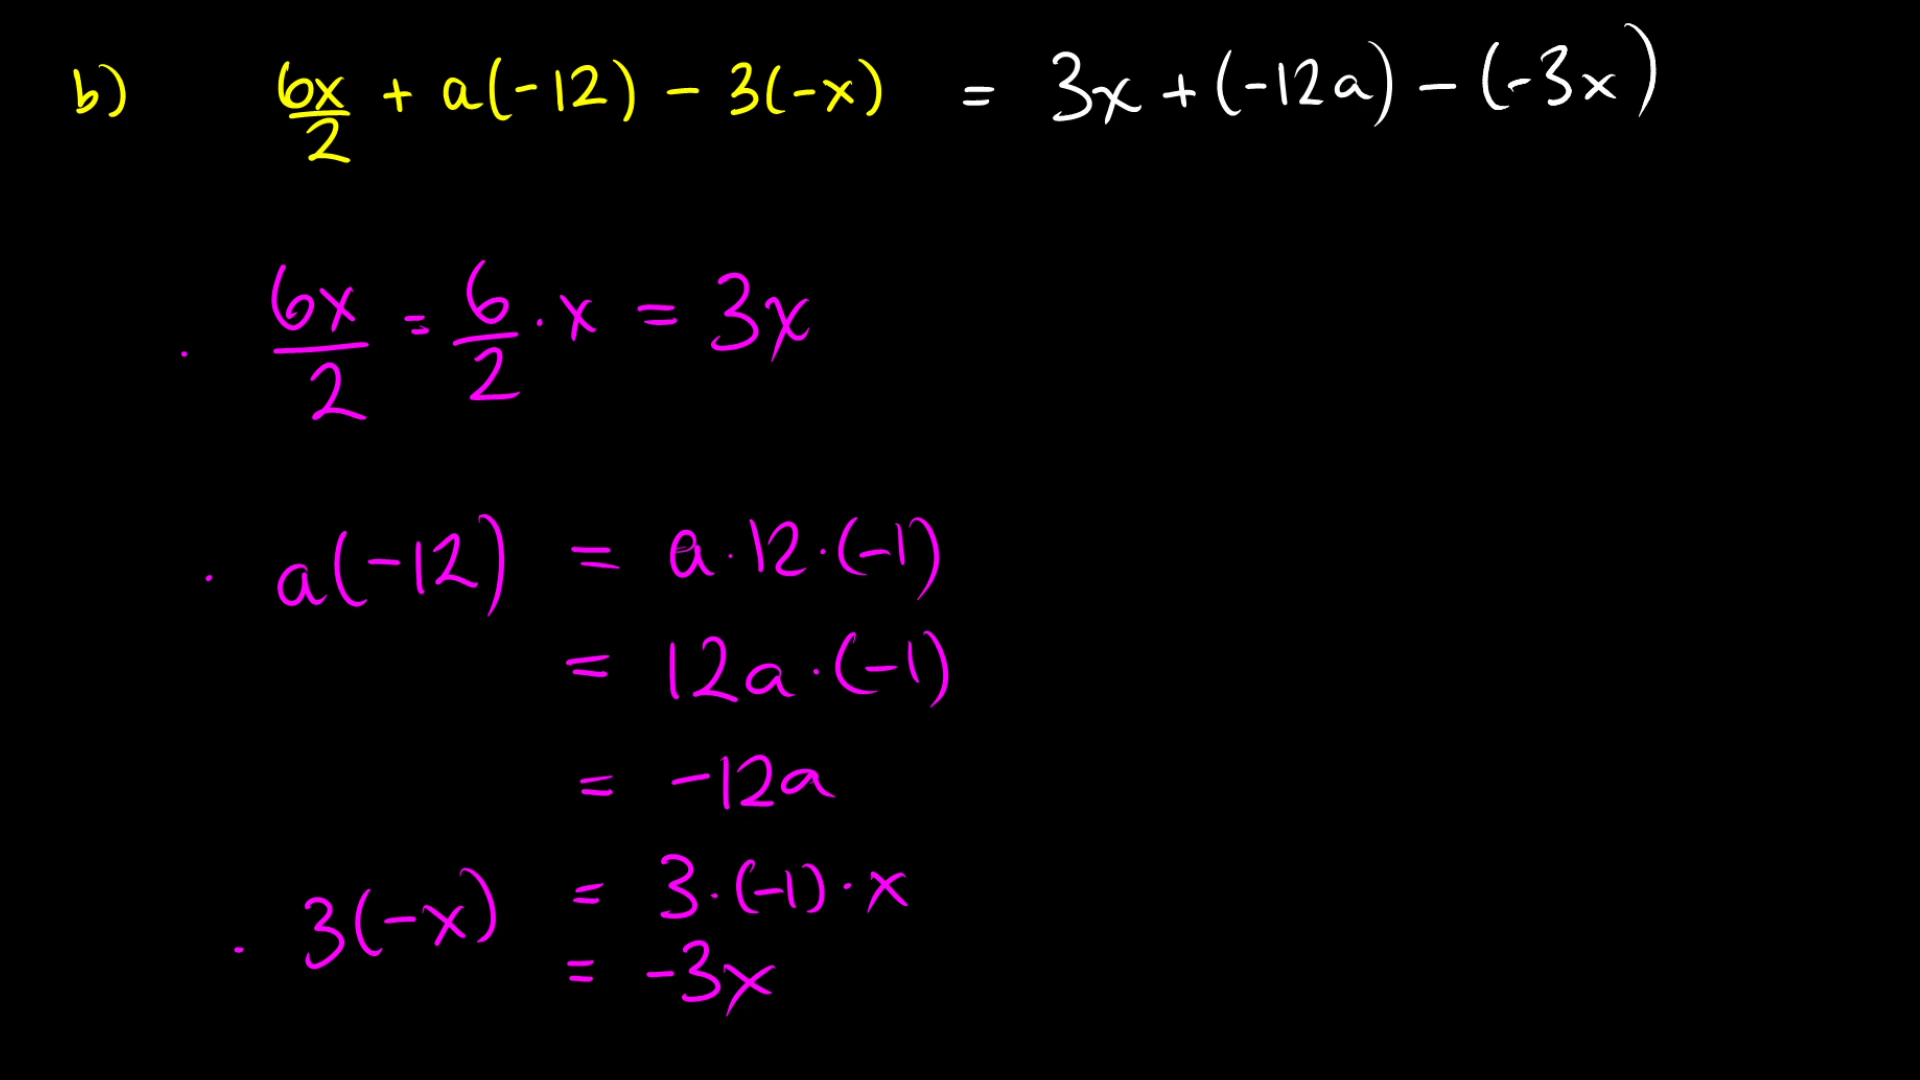 b) 6x/2 + a(-12) - 3(-x) = 3x + (-12a) - (-3x)
· 6x/2 = 6/2 · x = 3x
· a(-12) = a · 12 · (-1)
= 12a · (-1)
= -12a
· 3(-x) = 3 · (-1) · x
= -3x